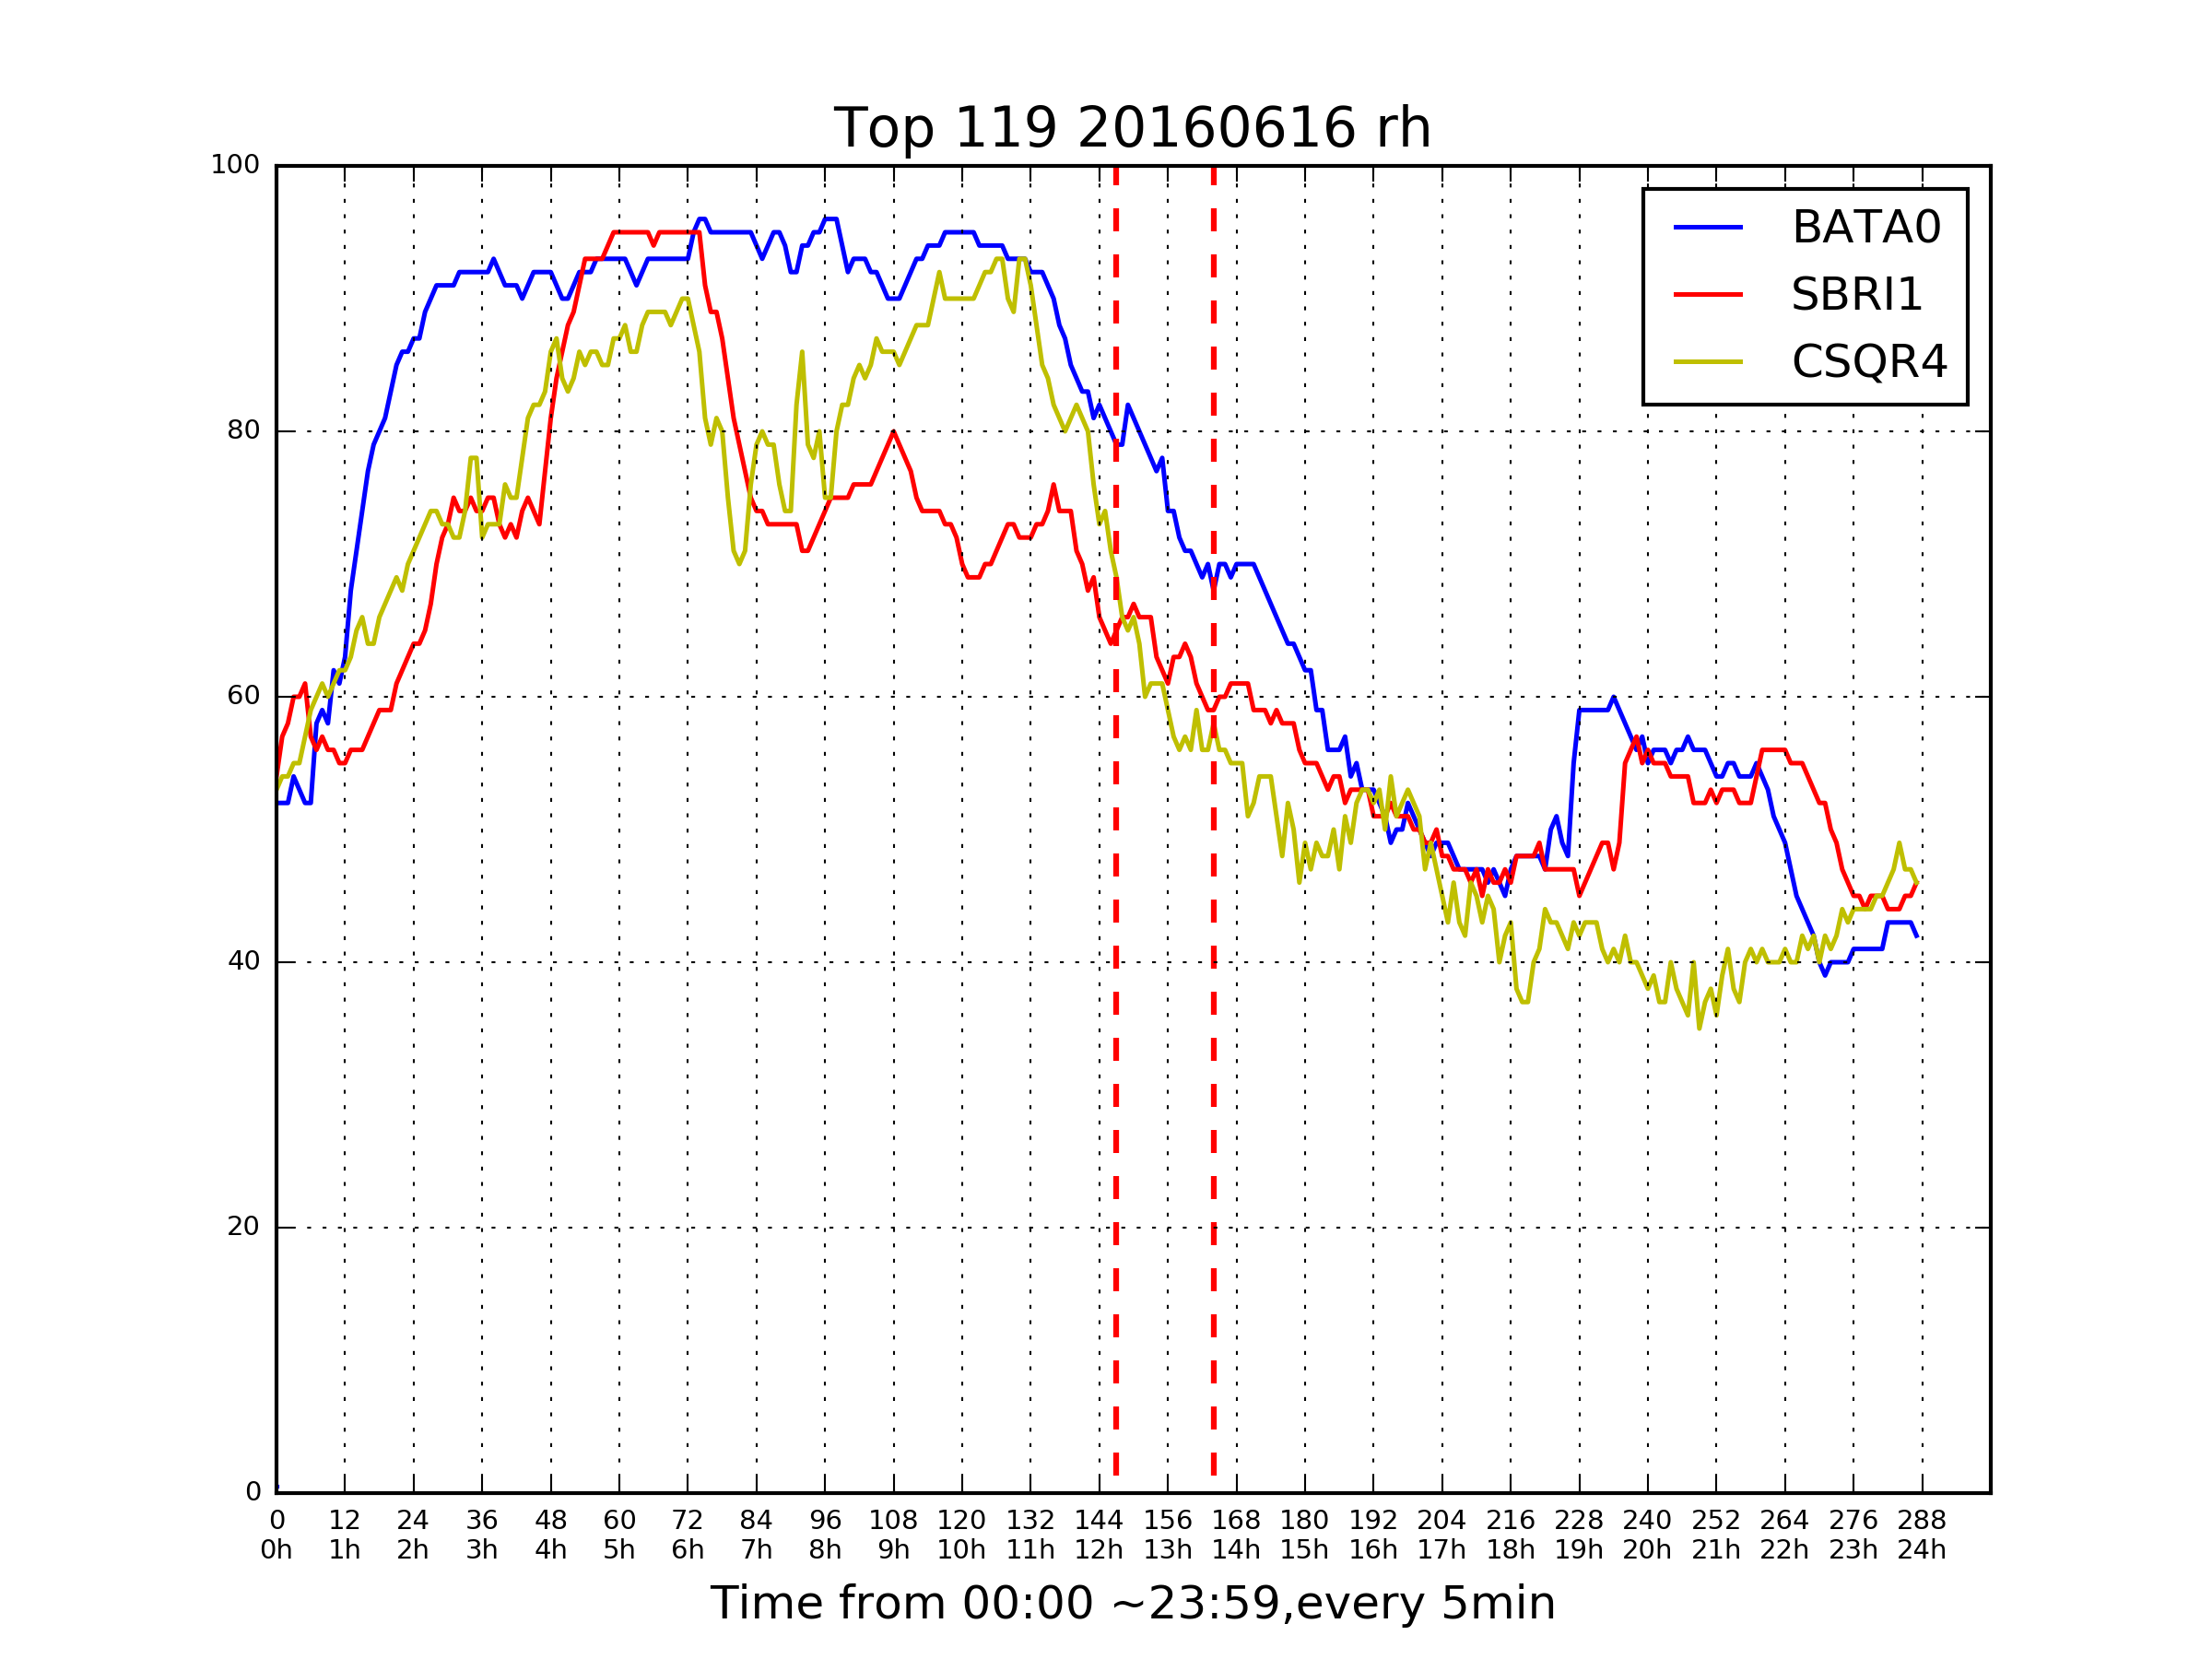 Top 119 20160616 rh
100
80
60
40
20
0
BATA0
SBRI1
CSQR4
0 12 24 36 48 60 72 84 96 108 120 132 144 156 168 180 192 204 216 228 240 252 264 276 288
0h 1h 2h 3h 4h 5h 6h 7h 8h 9h 10h 11h 12h 13h 14h 15h 16h 17h 18h 19h 20h 21h 22h 23h 24h
Time from 00:00 ~23:59,every 5min